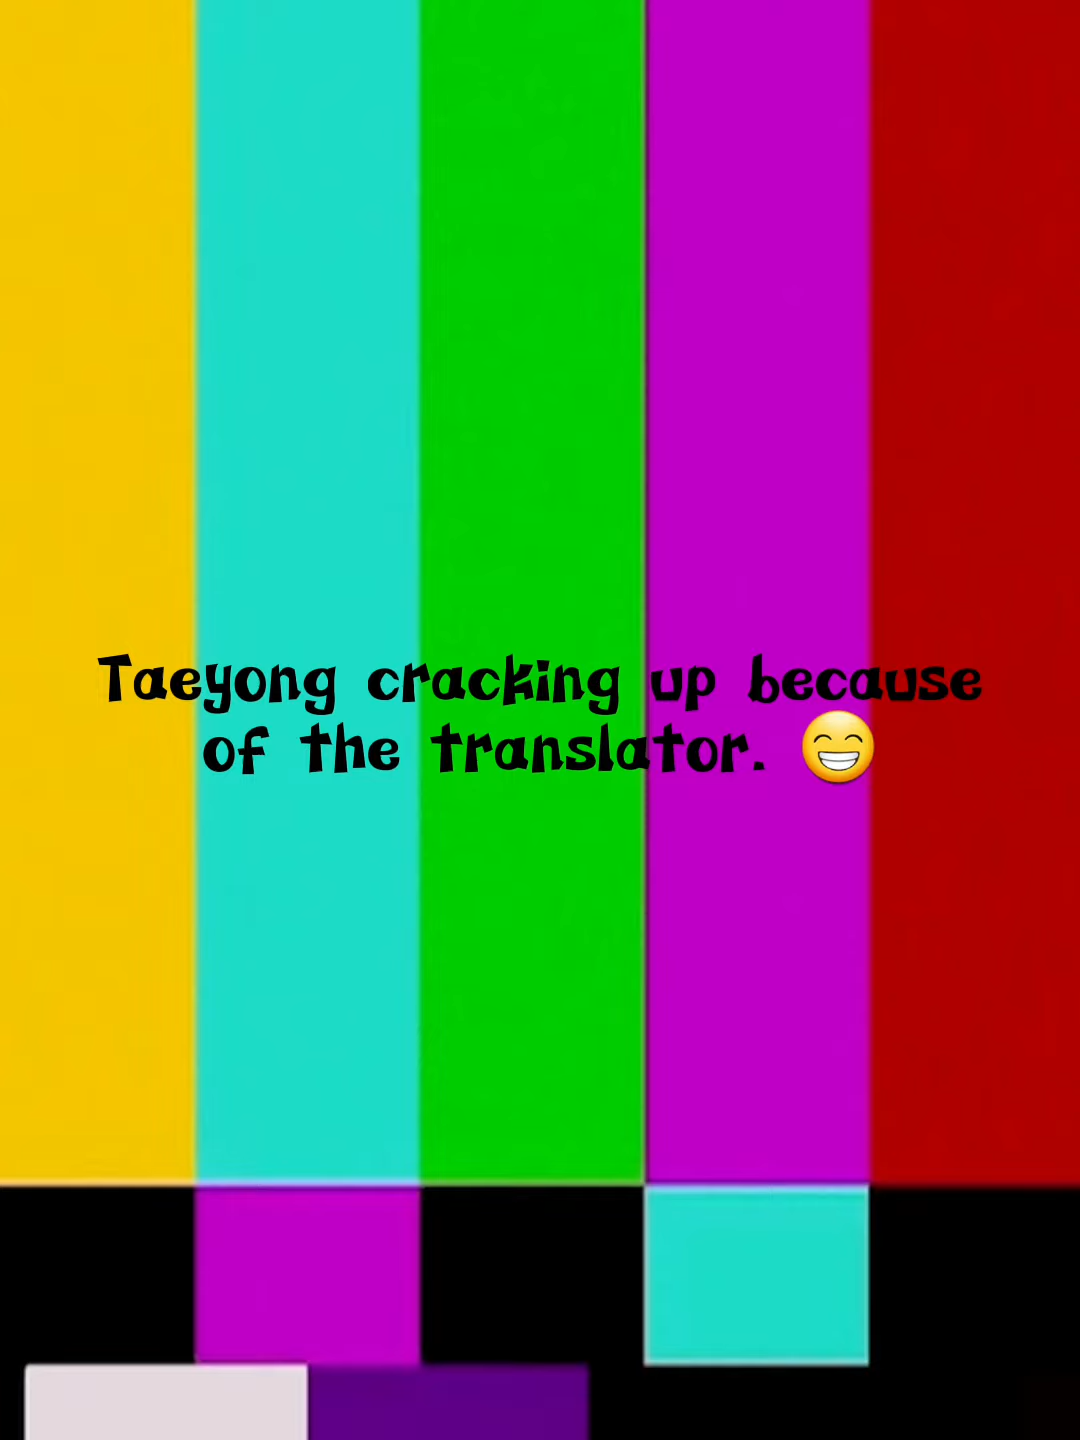 Taeyong cracking up because
of the translator. 😁